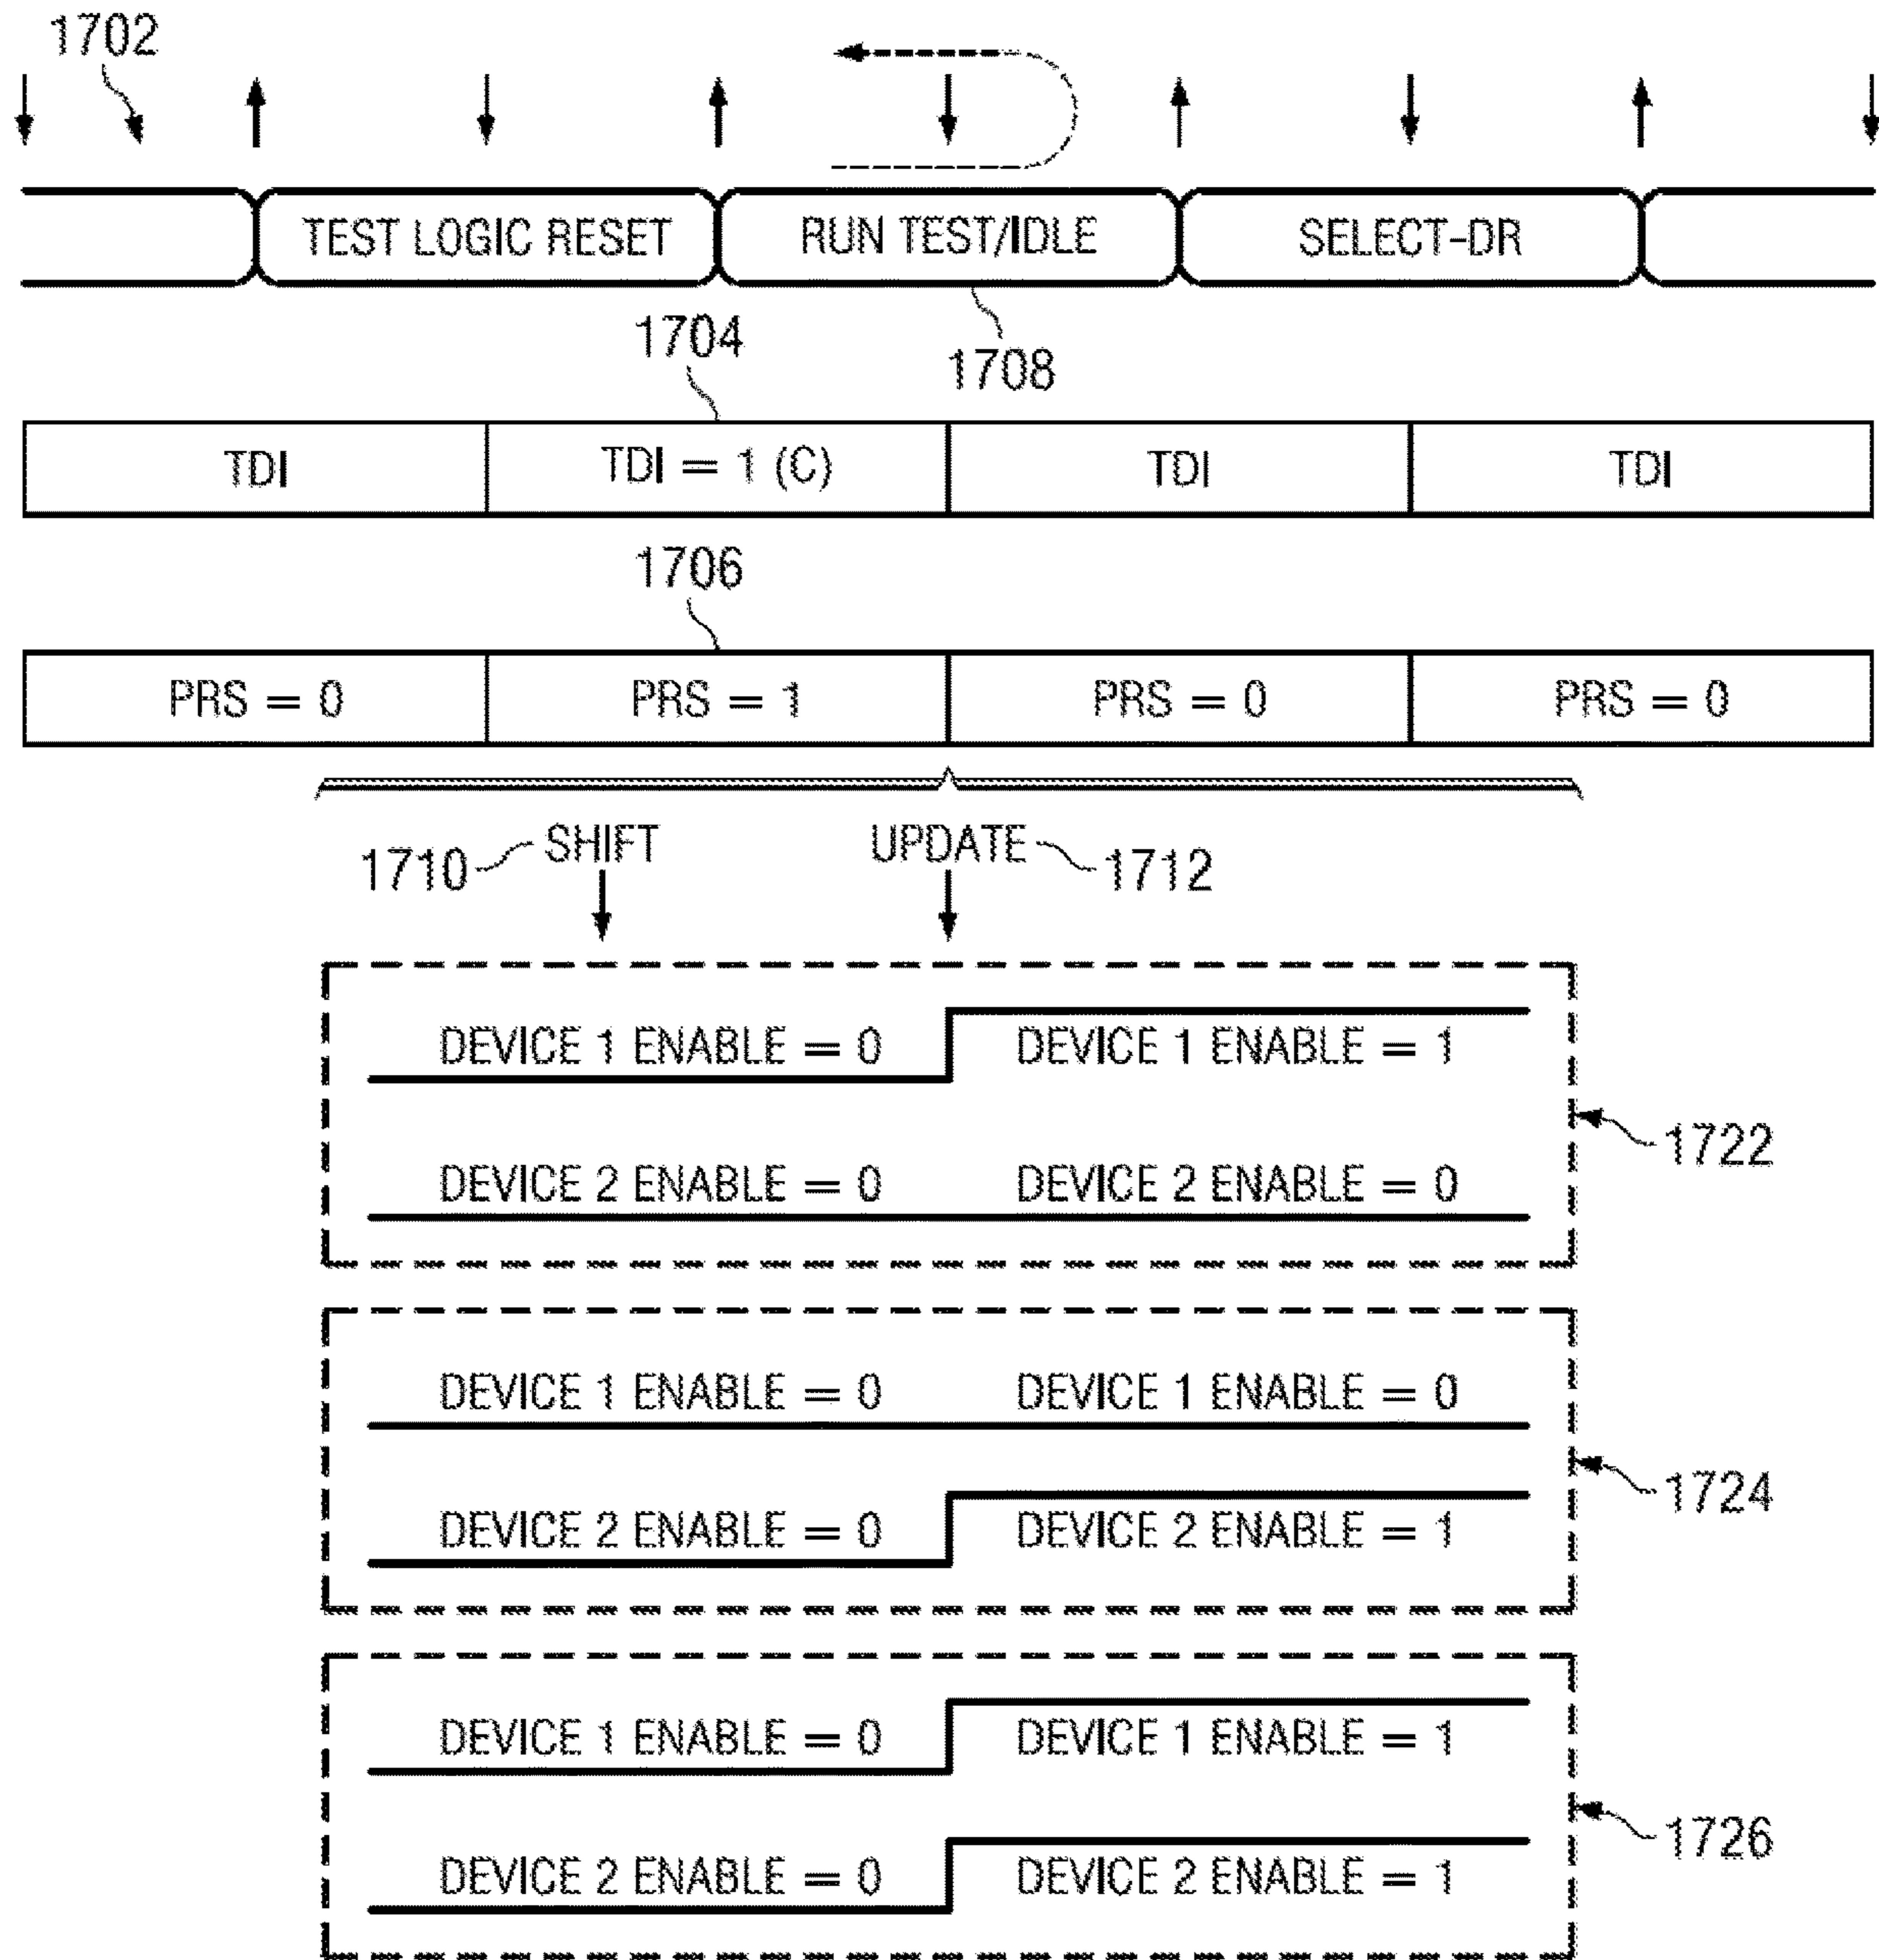 1702
TEST LOGIC RESET RUN TEST/IDLE SELECT-DR
1704
1708
TDI TDI = 1 (C) TDI TDI
1706
PRS = 0 PRS = 1 PRS = 0 PRS = 0
1710 SHIFT UPDATE 1712
DEVICE 1 ENABLE = 0 DEVICE 1 ENABLE = 1
1722
DEVICE 2 ENABLE = 0 DEVICE 2 ENABLE = 0
DEVICE 1 ENABLE = 0 DEVICE 1 ENABLE = 0
1724
DEVICE 2 ENABLE = 0 DEVICE 2 ENABLE = 1
DEVICE 1 ENABLE = 0 DEVICE 1 ENABLE = 1
1726
DEVICE 2 ENABLE = 0 DEVICE 2 ENABLE = 1